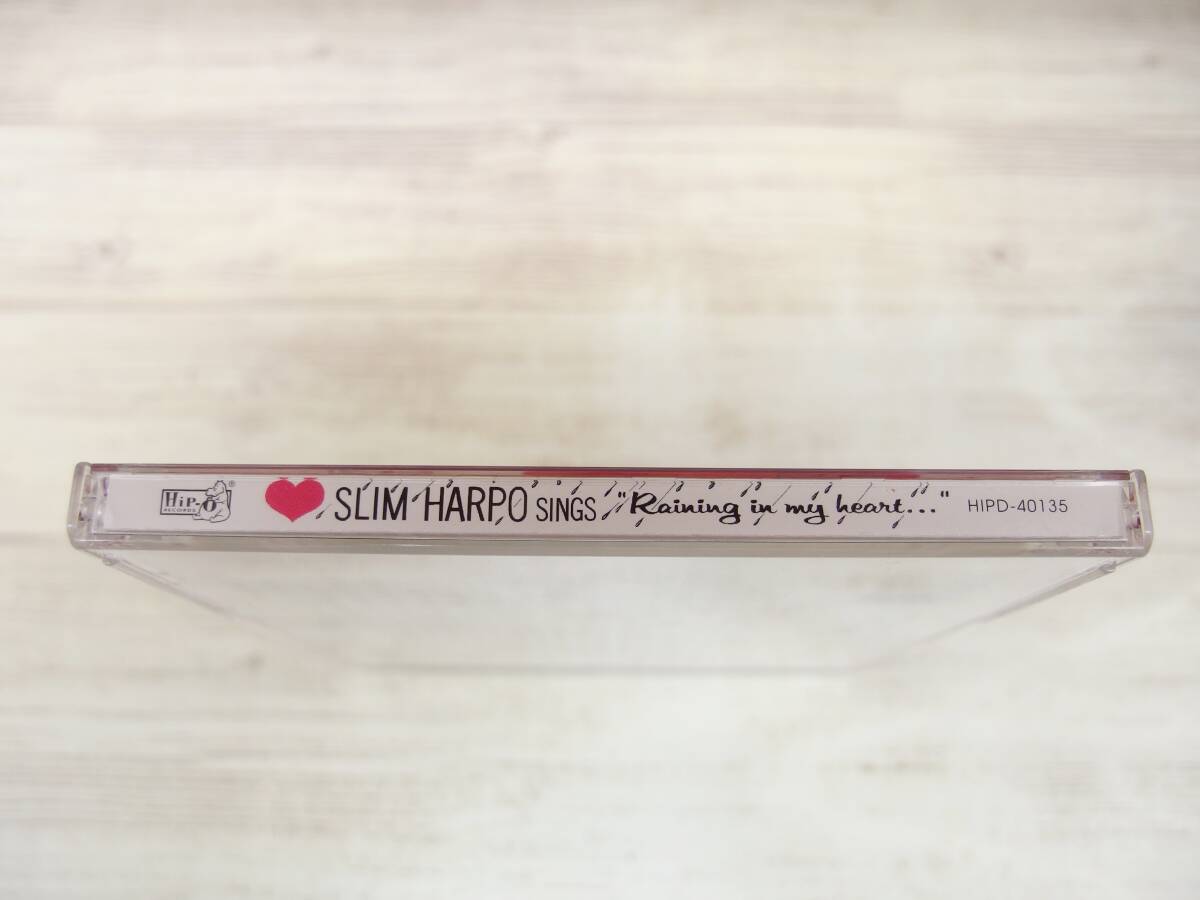 HiP-O® RECORDS SLIM HARPO SINGS "Raining in my heart..." HIPD-40135